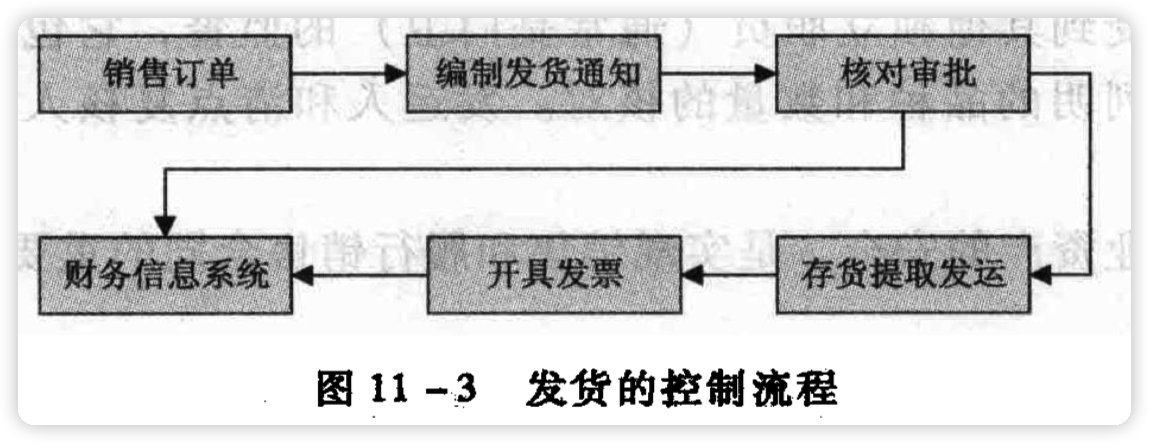 销售订单
编制发货通知
核对审批
财务信息系统
开具发票
存货提取发运
图 11-3 发货的控制流程